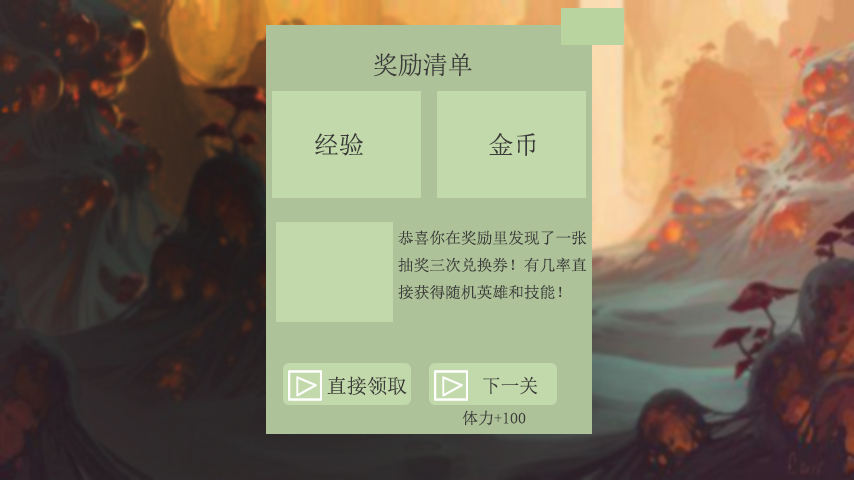 奖励清单
经验
金币
恭喜你在奖励里发现了一张
抽奖三次兑换券！有几率直
接获得随机英雄和技能！
直接领取
下一关
体力+100